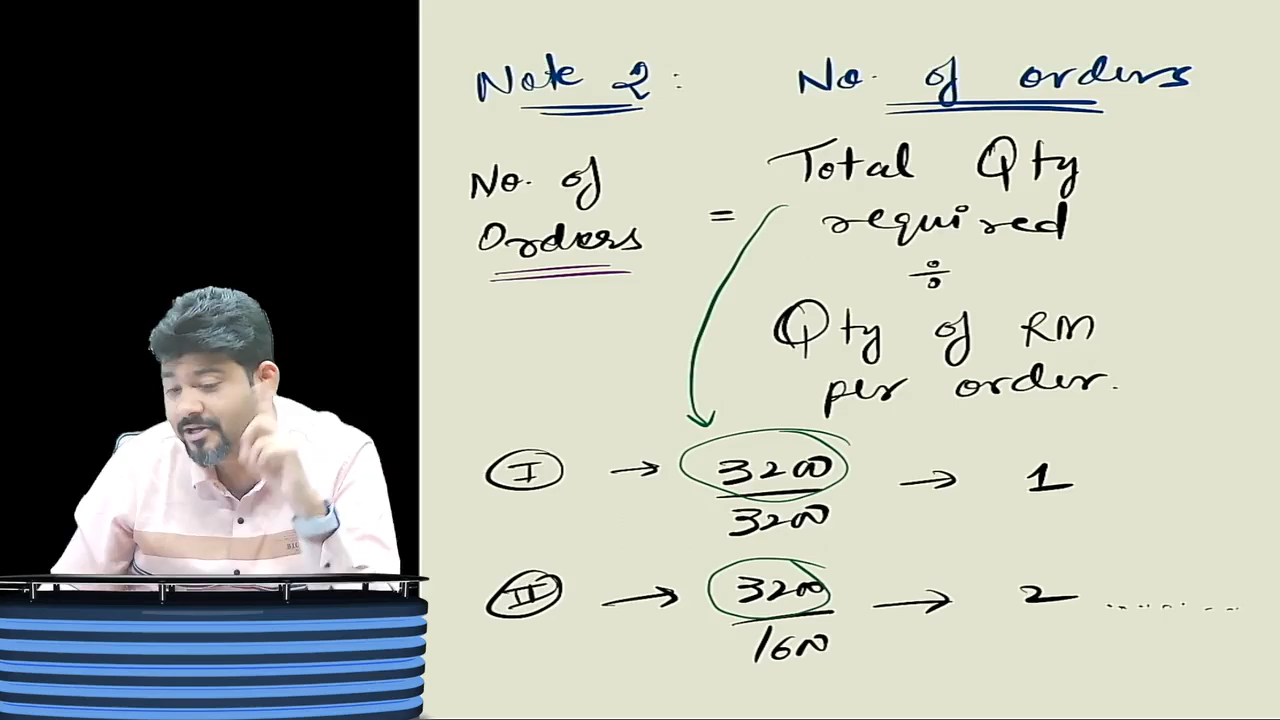 Note 2: No. of orders
No. of Orders = Total Qty required
÷
Qty of RM per order.
I → 3200 / 3200 → 1
II → 3200 / 1600 → 2 ..........